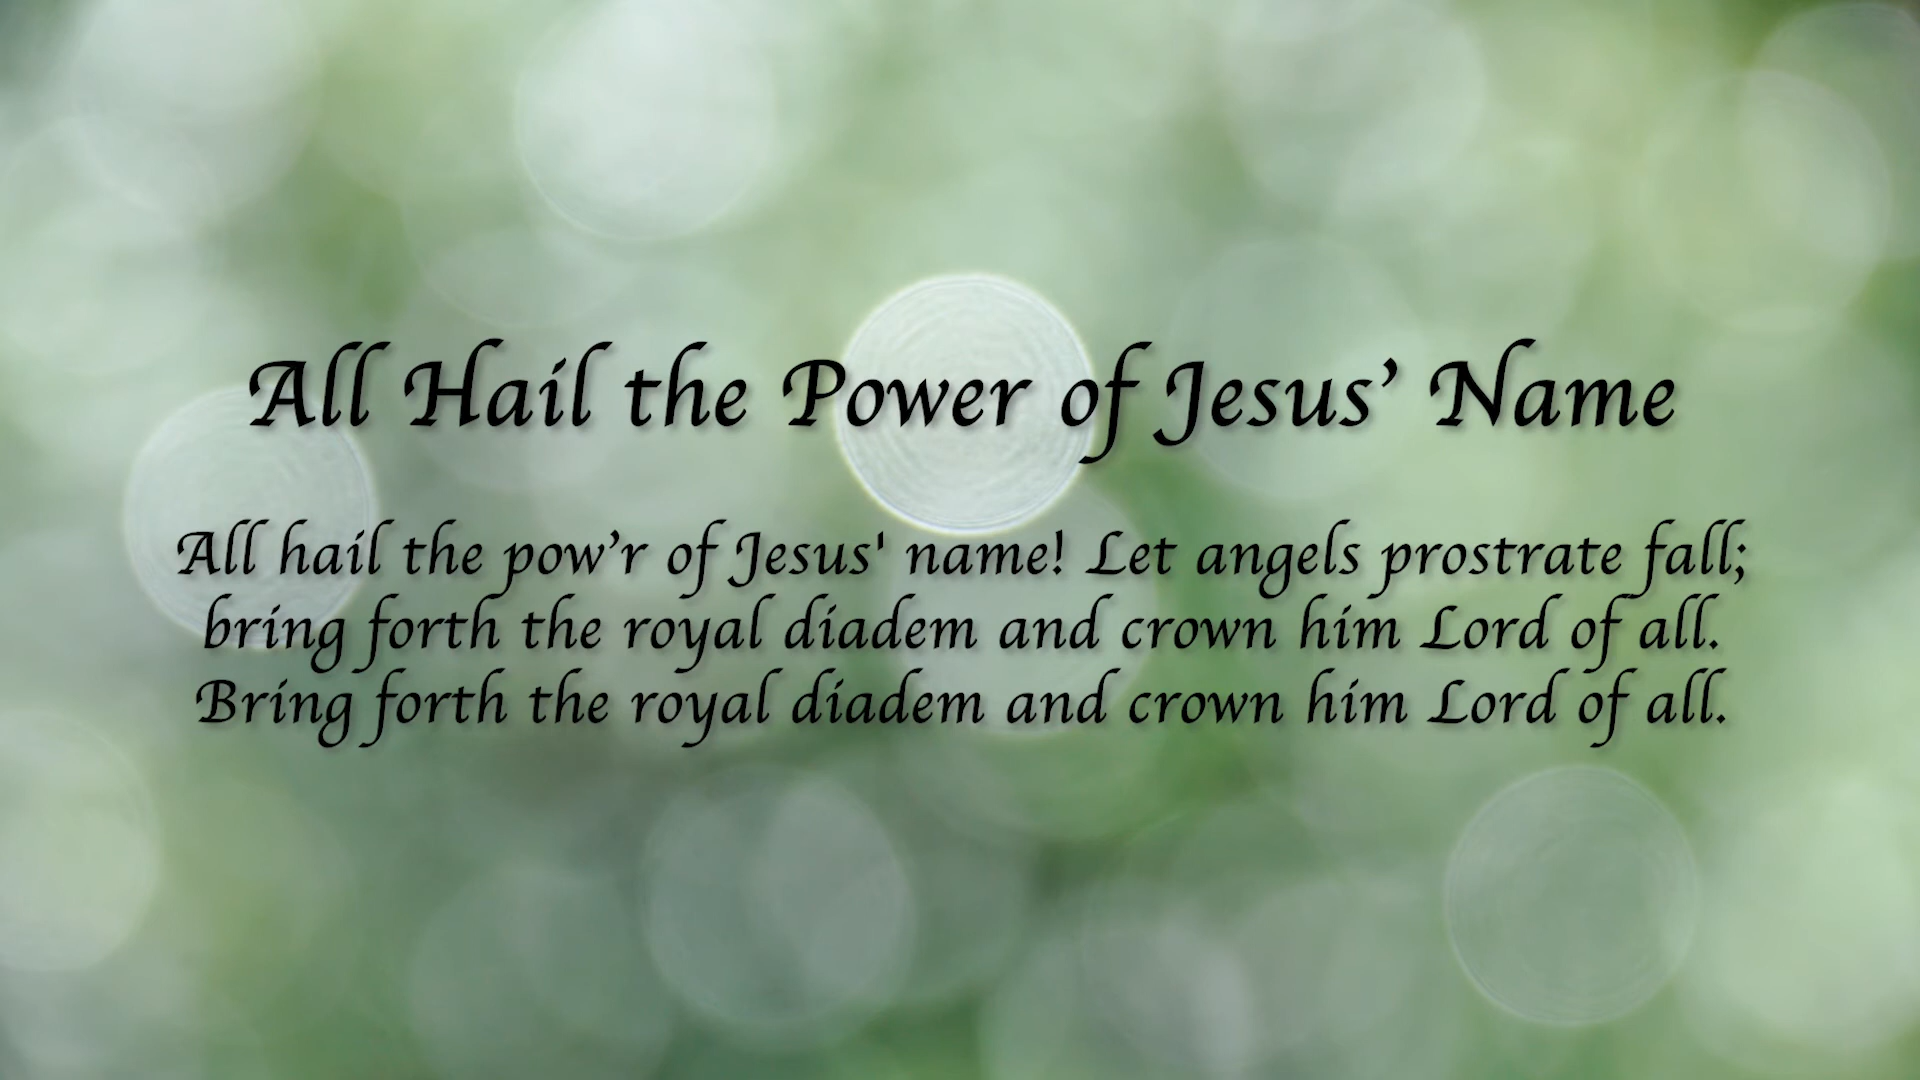 All Hail the Power of Jesus’ Name
All hail the pow’r of Jesus' name! Let angels prostrate fall;
bring forth the royal diadem and crown him Lord of all.
Bring forth the royal diadem and crown him Lord of all.